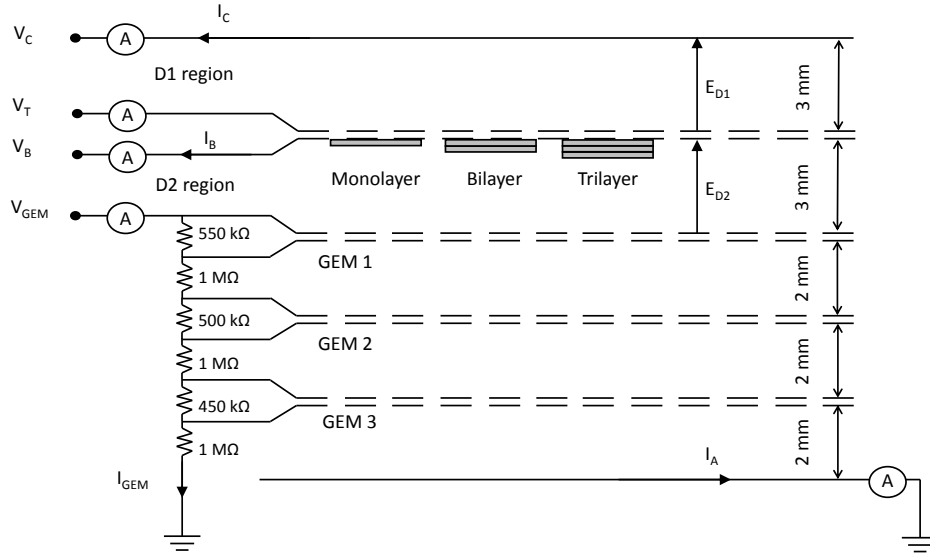 I_C
V_C
A
D1 region
E_D1
3 mm
V_T
A
V_B
A
I_B
D2 region
Monolayer
Bilayer
Trilayer
E_D2
3 mm
V_GEM
A
550 kΩ
GEM 1
1 MΩ
2 mm
500 kΩ
GEM 2
1 MΩ
2 mm
450 kΩ
GEM 3
1 MΩ
2 mm
I_GEM
I_A
A